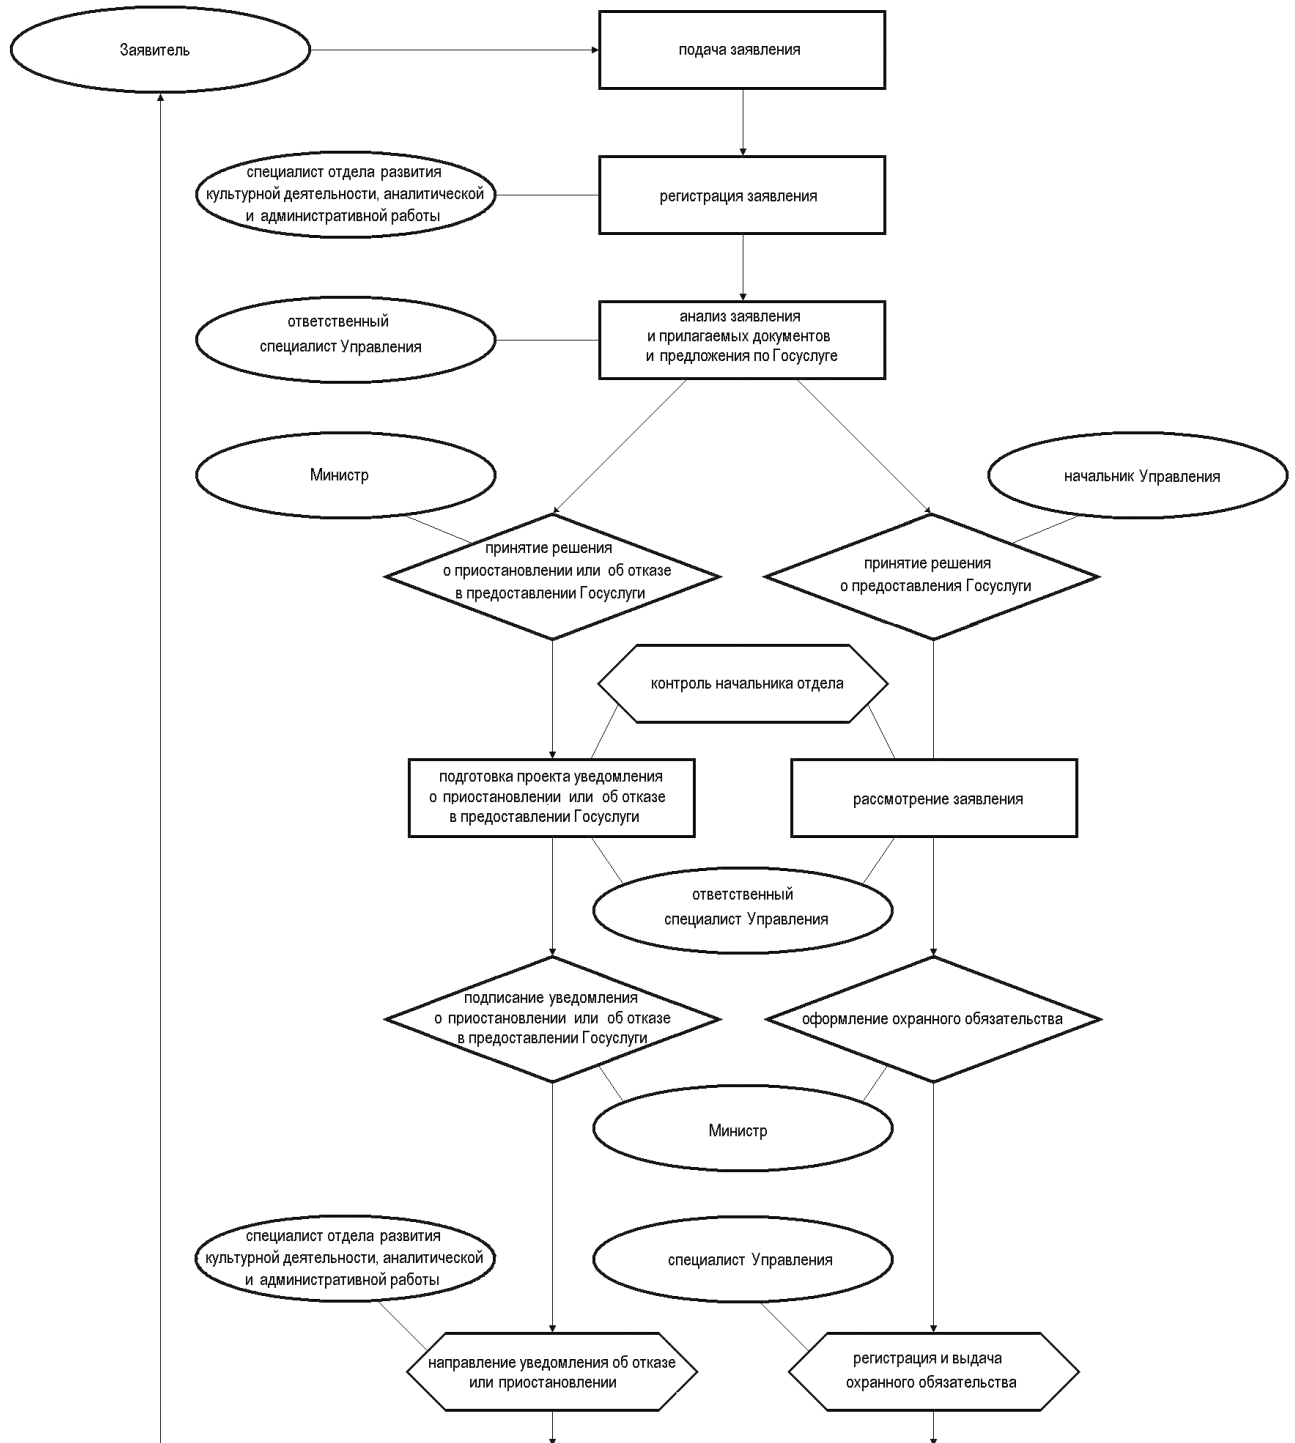 Заявитель
подача заявления
специалист отдела развития
культурной деятельности, аналитической
и административной работы
регистрация заявления
ответственный
специалист Управления
анализ заявления
и прилагаемых документов
и предложения по Госуслуге
Министр
начальник Управления
принятие решения
о приостановлении или об отказе
в предоставлении Госуслуги
принятие решения
о предоставления Госуслуги
контроль начальника отдела
подготовка проекта уведомления
о приостановлении или об отказе
в предоставлении Госуслуги
рассмотрение заявления
ответственный
специалист Управления
подписание уведомления
о приостановлении или об отказе
в предоставлении Госуслуги
оформление охранного обязательства
Министр
специалист отдела развития
культурной деятельности, аналитической
и административной работы
специалист Управления
направление уведомления об отказе
или приостановлении
регистрация и выдача
охранного обязательства